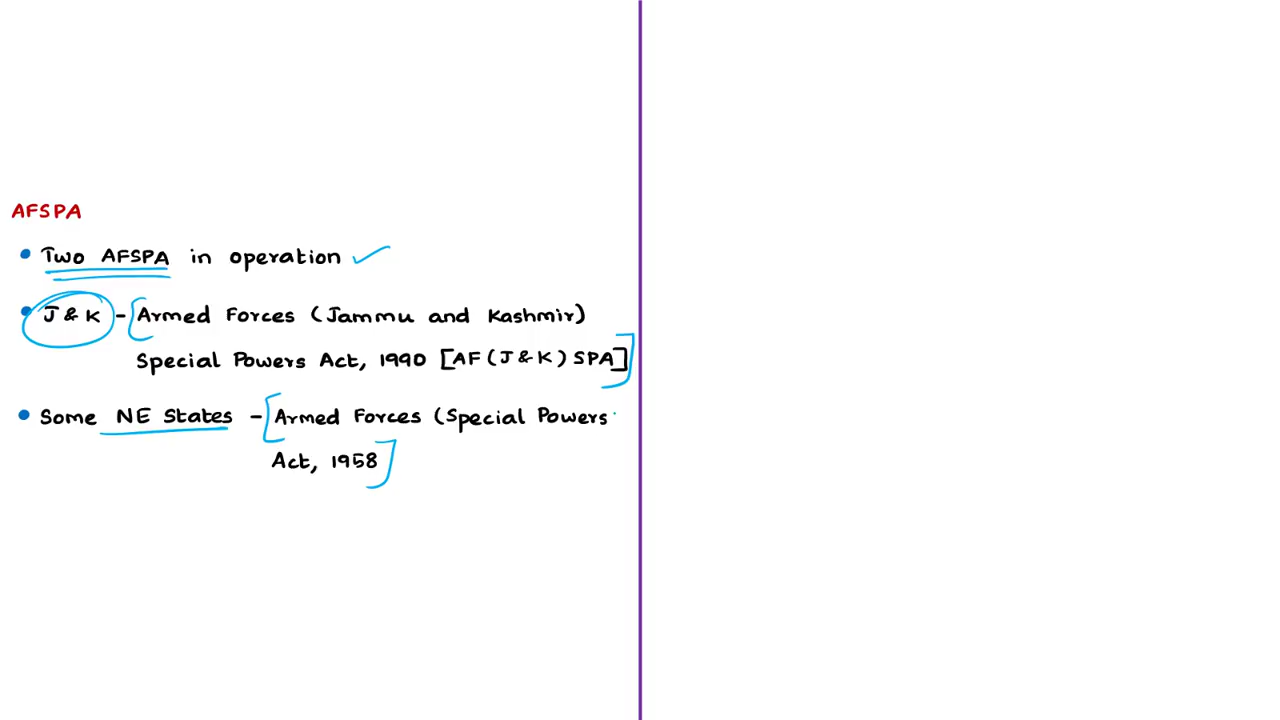 AFSPA
• Two AFSPA in operation ✓
• J & K - Armed Forces (Jammu and Kashmir)
Special Powers Act, 1990 [AF (J & K) SPA]
• Some NE States - [Armed Forces (Special Powers
Act, 1958]